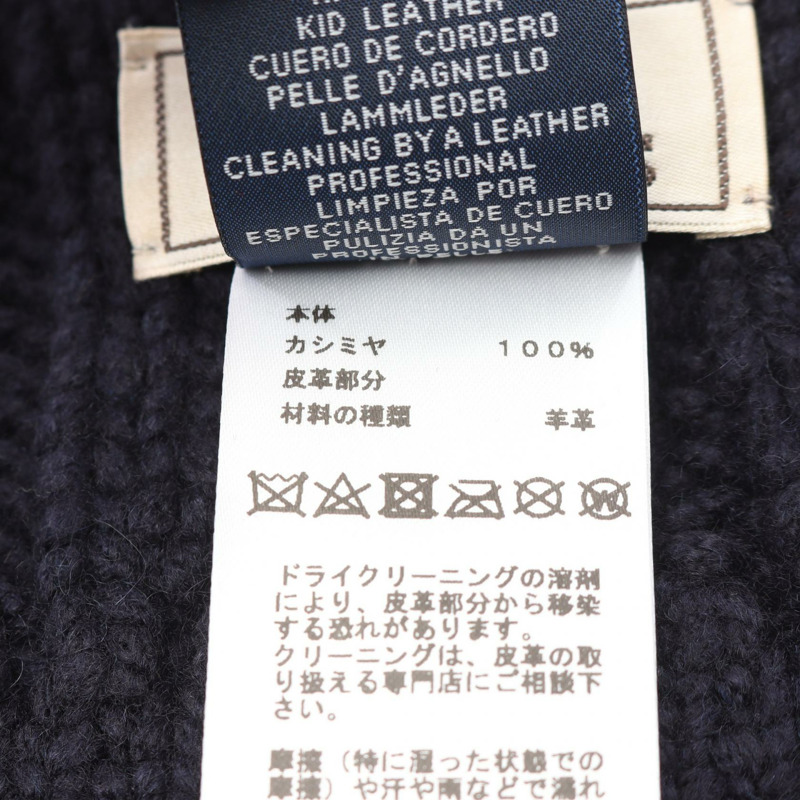 KID LEATHER
CUERO DE CORDERO
PELLE D'AGNELLO
LAMMLEDER
CLEANING BY A LEATHER
PROFESSIONAL
LIMPIEZA POR
ESPECIALISTA DE CUERO
PULIZIA DA UN
PROFESSIONISTA
本体
カシミヤ 100%
皮革部分
材料の種類 羊革
W
ドライクリーニングの溶剤
により、皮革部分から移染
する恐れがあります。
クリーニングは、皮革の取
り扱える専門店にご相談下
さい。
摩擦（特に湿った状態での
摩擦）や汗や雨などで濡れ